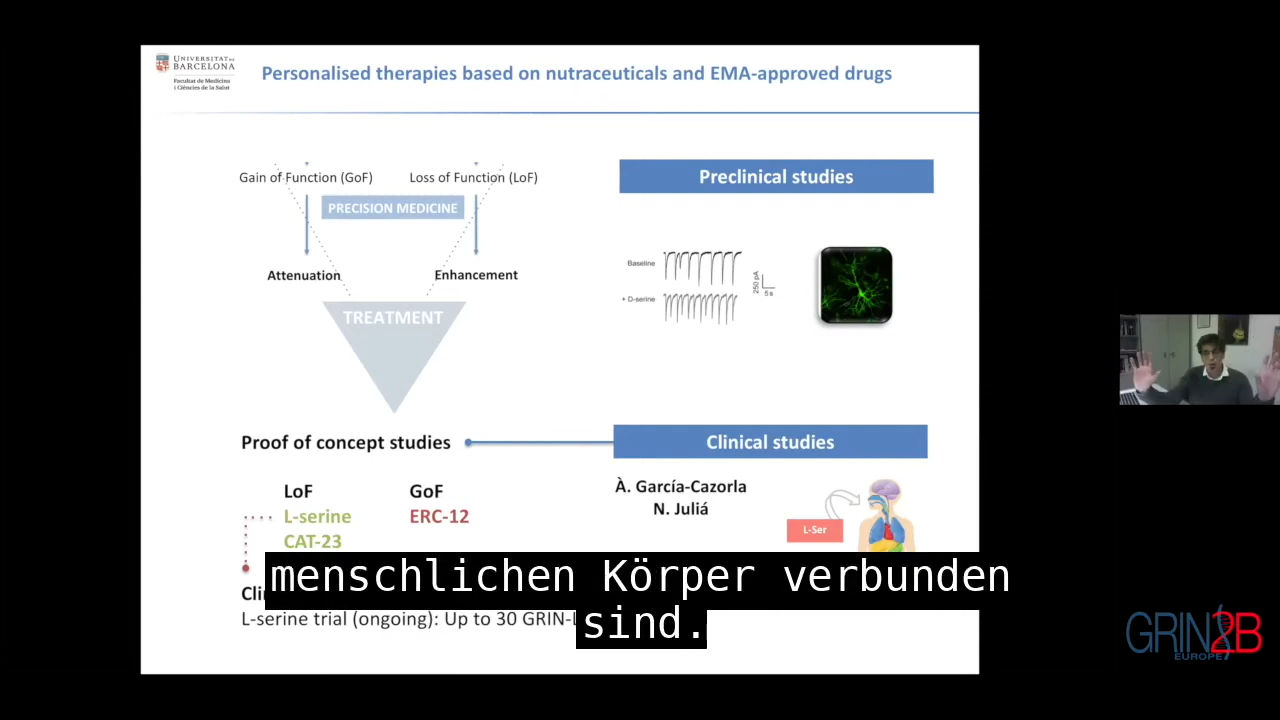 UNIVERSITAT DE
BARCELONA
Facultat de Medicina
i Ciències de la Salut
Personalised therapies based on nutraceuticals and EMA-approved drugs
Gain of Function (GoF)
Loss of Function (LoF)
PRECISION MEDICINE
Attenuation
Enhancement
TREATMENT
Preclinical studies
Baseline
+ D-serine
250 pA
5 s
Proof of concept studies
Clinical studies
LoF
GoF
L-serine
ERC-12
CAT-23
À. García-Cazorla
N. Juliá
L-Ser
L-serine trial (ongoing): Up to 30
menschlichen Körper verbunden
sind.
GRIN2B
EUROPE